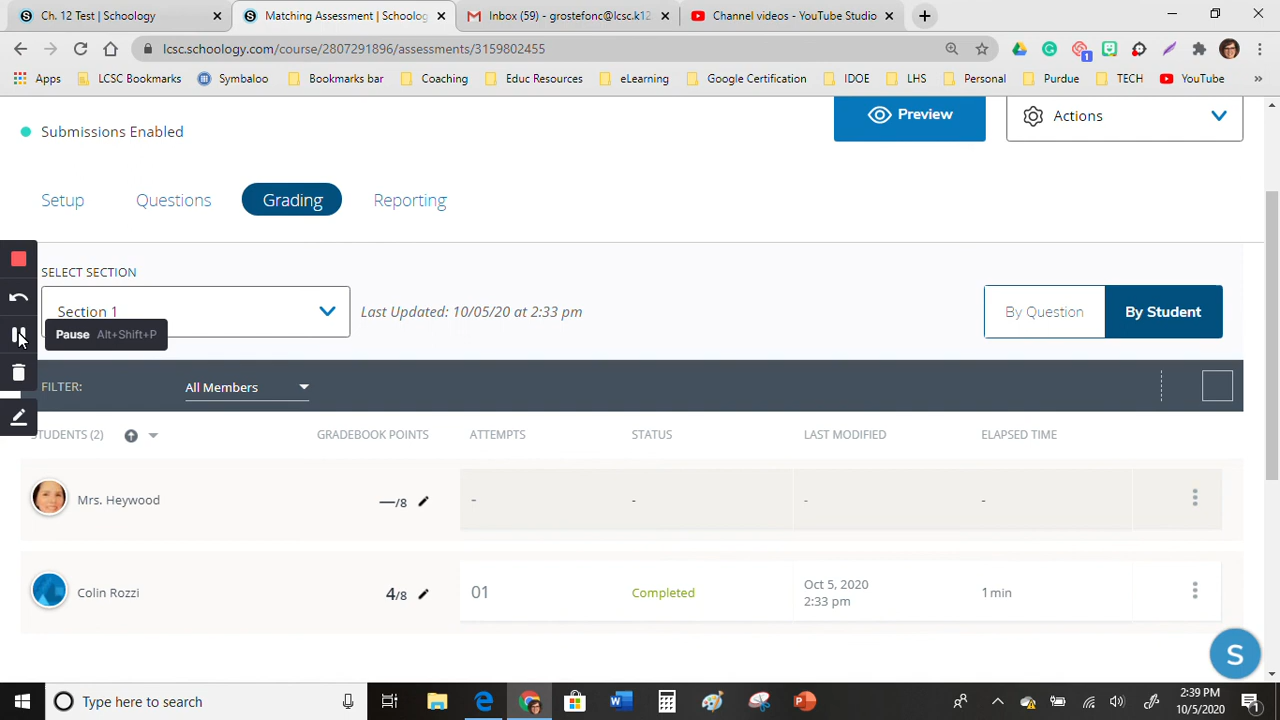 Ch. 12 Test | Schoology
Matching Assessment | Schoolog
Inbox (59) - grostefonc@lcsc.k12
Channel videos - YouTube Studio
lcsc.schoology.com/course/2807291896/assessments/3159802455
1
Apps
LCSC Bookmarks
Symbaloo
Bookmarks bar
Coaching
Educ Resources
eLearning
Google Certification
IDOE
LHS
Personal
Purdue
TECH
YouTube
»
Submissions Enabled
Preview
Actions
Setup
Questions
Grading
Reporting
SELECT SECTION
Section 1
Last Updated: 10/05/20 at 2:33 pm
By Question
By Student
Pause Alt+Shift+P
FILTER:
All Members
STUDENTS (2)
GRADEBOOK POINTS
ATTEMPTS
STATUS
LAST MODIFIED
ELAPSED TIME
Mrs. Heywood
—/8
-
-
-
-
Colin Rozzi
4/8
01
Completed
Oct 5, 2020
2:33 pm
1 min
S
Type here to search
2:39 PM
10/5/2020
1